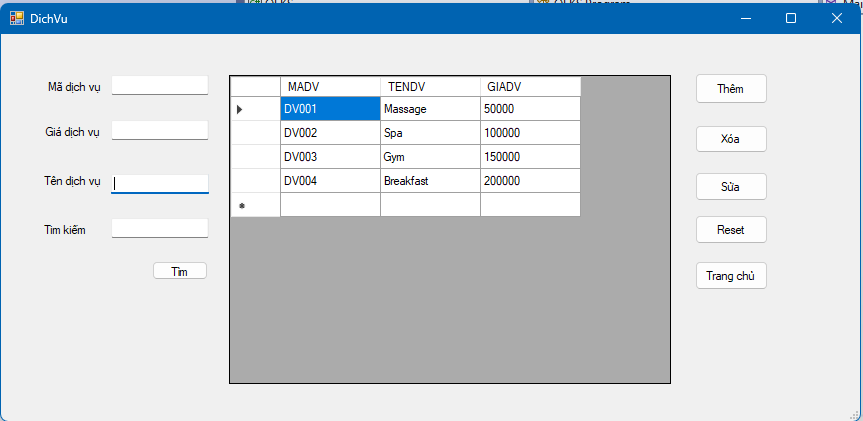 DichVu
Mã dịch vụ
Giá dịch vụ
Tên dịch vụ
Tìm kiếm
Tìm
MADV TENDV GIADV
DV001 Massage 50000
DV002 Spa 100000
DV003 Gym 150000
DV004 Breakfast 200000
Thêm
Xóa
Sửa
Reset
Trang chủ